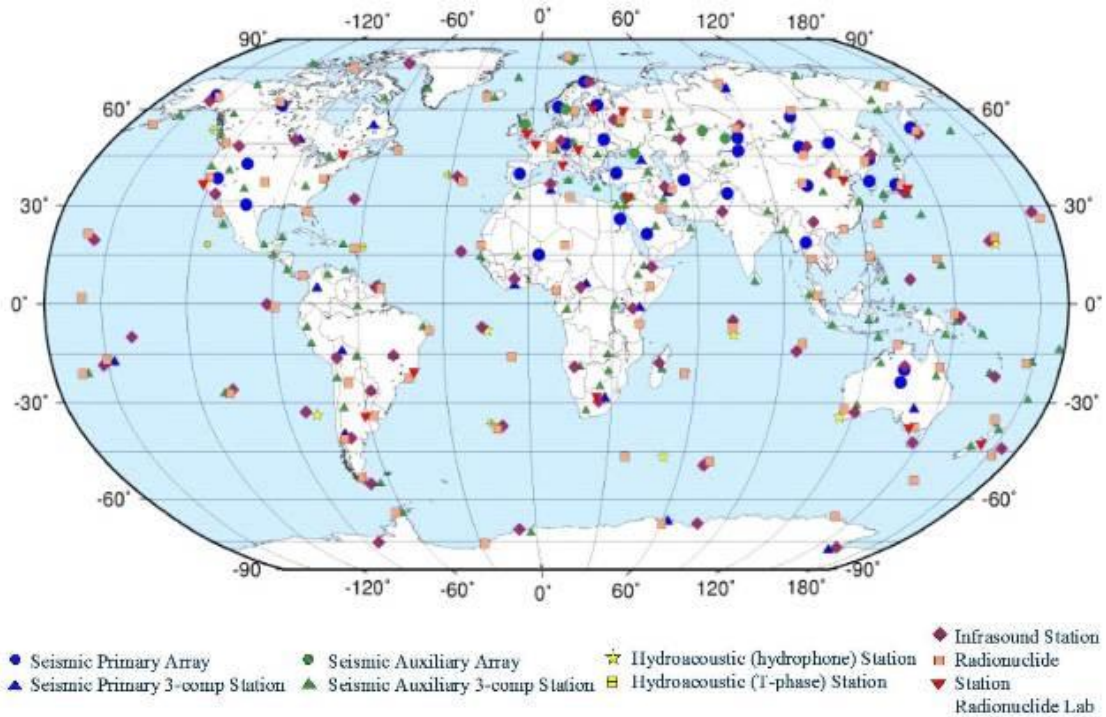 -120° -60° 0° 60° 120° 180°
90° 90°
60° 60°
30° 30°
0° 0°
-30° -30°
-60° -60°
-90 -90°
-120° -60° 0° 60° 120° 180°
Seismic Primary Array
Seismic Primary 3-comp Station
Seismic Auxiliary Array
Seismic Auxiliary 3-comp Station
Hydroacoustic (hydrophone) Station
Hydroacoustic (T-phase) Station
Infrasound Station
Radionuclide
Station
Radionuclide Lab